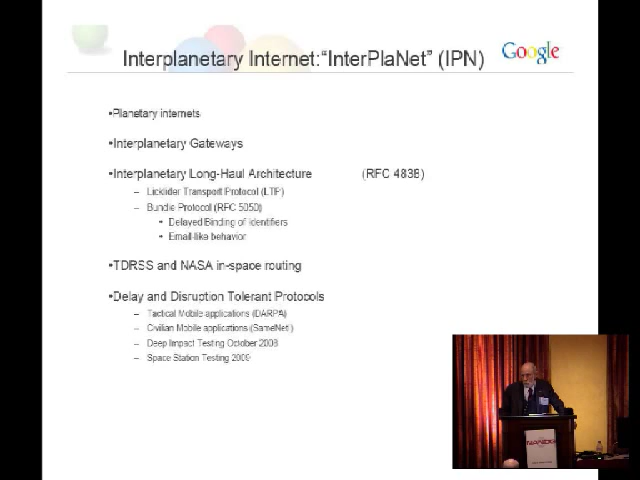 Interplanetary Internet:“InterPlaNet” (IPN)
Google
•Planetary internets
•Interplanetary Gateways
•Interplanetary Long-Haul Architecture (RFC 4838)
– Licklider Transport Protocol (LTP)
– Bundle Protocol (RFC 5050)
• Delayed Binding of Identifiers
• Email-like behavior
•TDRSS and NASA in-space routing
•Delay and Disruption Tolerant Protocols
– Tactical Mobile applications (DARPA)
– Civilian Mobile applications (SameNet!)
– Deep Impact Testing October 2008
– Space Station Testing 2009
NANOG